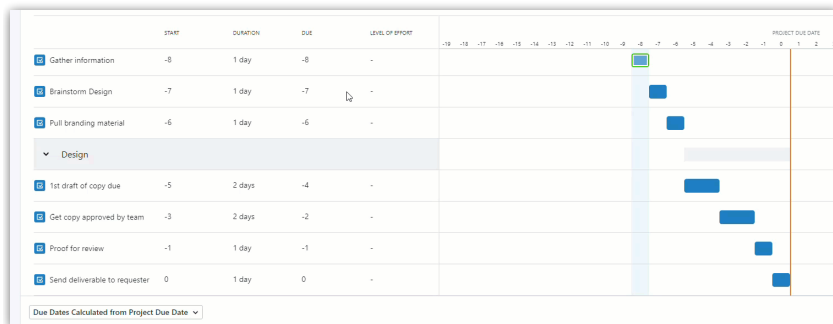 START DURATION DUE LEVEL OF EFFORT PROJECT DUE DATE
-19 -18 -17 -16 -15 -14 -13 -12 -11 -10 -9 -8 -7 -6 -5 -4 -3 -2 -1 0 1 2
Gather information -8 1 day -8 -
Brainstorm Design -7 1 day -7 -
Pull branding material -6 1 day -6 -
Design
1st draft of copy due -5 2 days -4 -
Get copy approved by team -3 2 days -2 -
Proof for review -1 1 day -1 -
Send deliverable to requester 0 1 day 0 -
Due Dates Calculated from Project Due Date